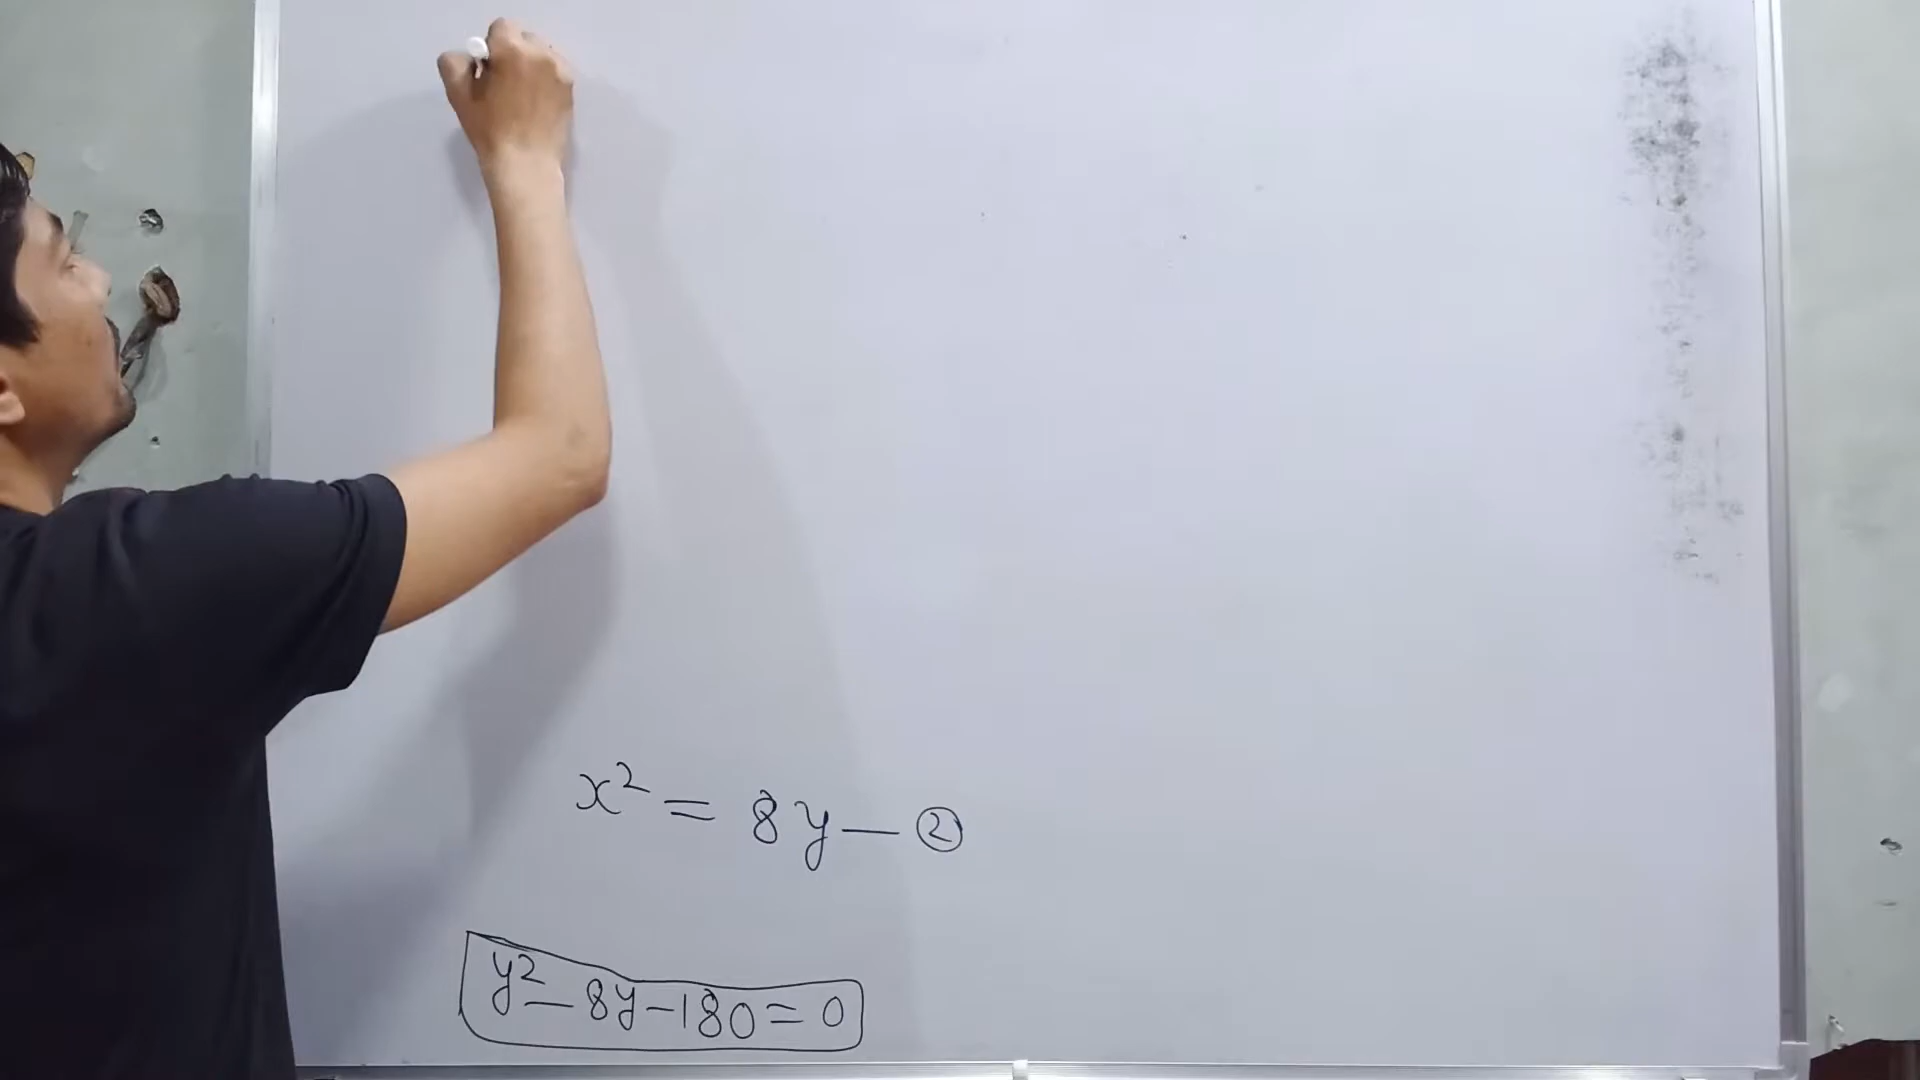 x² = 8y — ②
y² - 8y - 180 = 0